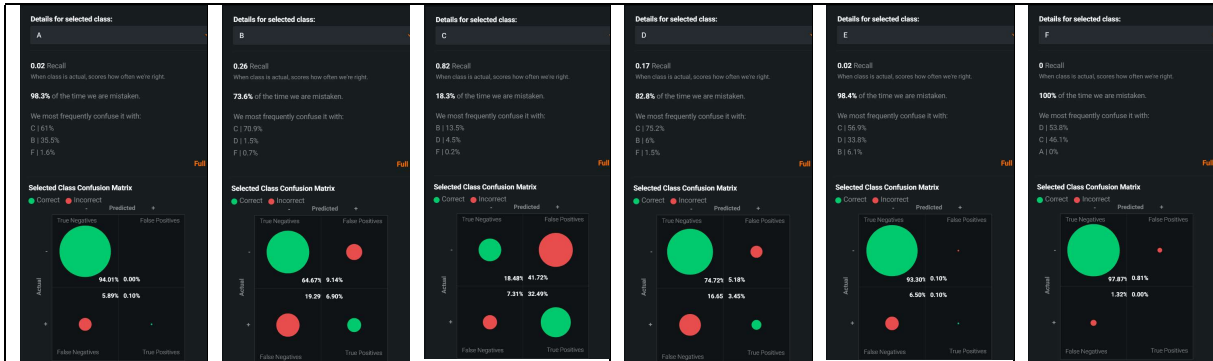 Details for selected class:
A
0.02 Recall
When class is actual, scores how often we're right.
98.3% of the time we are mistaken.
We most frequently confuse it with:
C | 61%
B | 35.5%
F | 1.6%
Full
Selected Class Confusion Matrix
Correct Incorrect
- Predicted +
True Negatives False Positives
-
94.01% 0.00%
Actual
5.89% 0.10%
+
False Negatives True Positives
Details for selected class:
B
0.26 Recall
When class is actual, scores how often we're right.
73.6% of the time we are mistaken.
We most frequently confuse it with:
C | 70.9%
D | 1.5%
F | 0.7%
Full
Selected Class Confusion Matrix
Correct Incorrect
- Predicted +
True Negatives False Positives
-
64.67% 9.14%
Actual
19.29 6.90%
+
False Negatives True Positives
Details for selected class:
C
0.82 Recall
When class is actual, scores how often we're right.
18.3% of the time we are mistaken.
We most frequently confuse it with:
B | 13.5%
D | 4.5%
F | 0.2%
Full
Selected Class Confusion Matrix
Correct Incorrect
- Predicted +
True Negatives False Positives
-
18.48% 41.72%
Actual
7.31% 32.49%
+
False Negatives True Positives
Details for selected class:
D
0.17 Recall
When class is actual, scores how often we're right.
82.8% of the time we are mistaken.
We most frequently confuse it with:
C | 75.2%
B | 6%
F | 1.5%
Full
Selected Class Confusion Matrix
Correct Incorrect
- Predicted +
True Negatives False Positives
-
74.72% 5.18%
Actual
16.65 3.45%
+
False Negatives True Positives
Details for selected class:
E
0.02 Recall
When class is actual, scores how often we're right.
98.4% of the time we are mistaken.
We most frequently confuse it with:
C | 56.9%
D | 33.8%
B | 6.1%
Full
Selected Class Confusion Matrix
Correct Incorrect
- Predicted +
True Negatives False Positives
-
93.30% 0.10%
Actual
6.50% 0.10%
+
False Negatives True Positives
Details for selected class:
F
0 Recall
When class is actual, scores how often we're right.
100% of the time we are mistaken.
We most frequently confuse it with:
D | 53.8%
C | 46.1%
A | 0%
Full
Selected Class Confusion Matrix
Correct Incorrect
- Predicted +
True Negatives False Positives
-
97.87% 0.81%
Actual
1.32% 0.00%
+
False Negatives True Positives